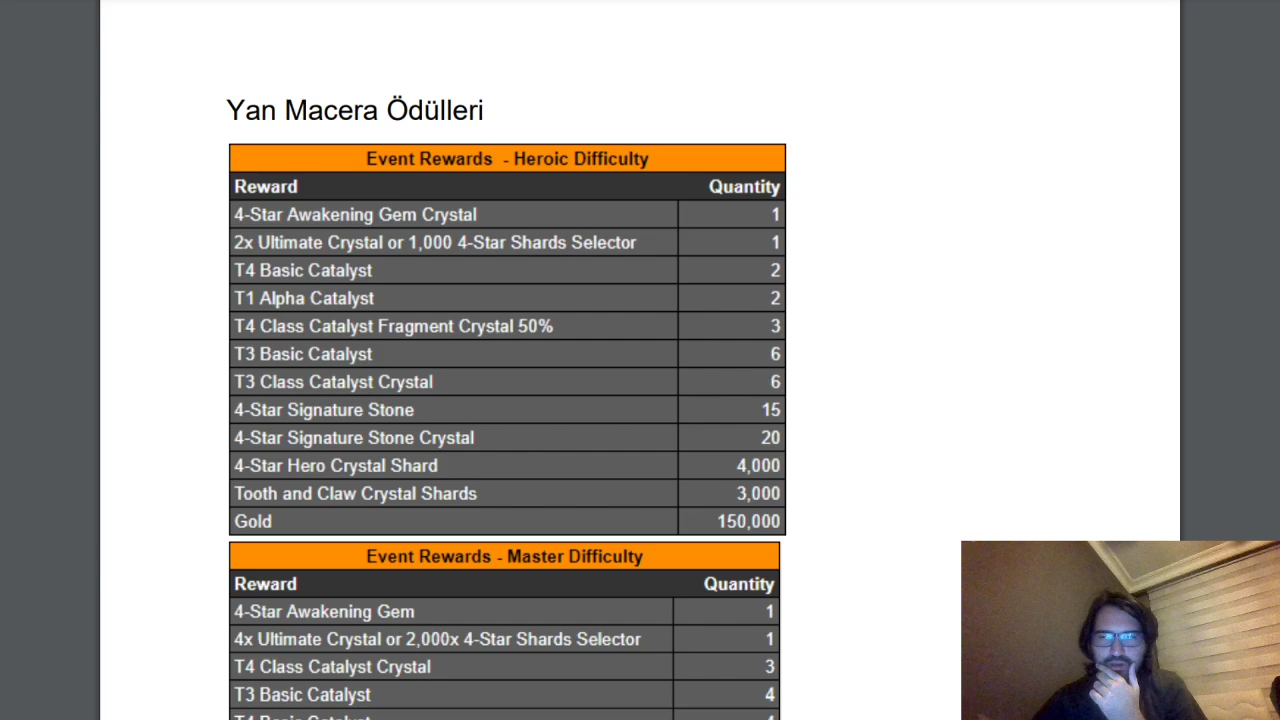 Yan Macera Ödülleri
Event Rewards - Heroic Difficulty
Reward Quantity
4-Star Awakening Gem Crystal 1
2x Ultimate Crystal or 1,000 4-Star Shards Selector 1
T4 Basic Catalyst 2
T1 Alpha Catalyst 2
T4 Class Catalyst Fragment Crystal 50% 3
T3 Basic Catalyst 6
T3 Class Catalyst Crystal 6
4-Star Signature Stone 15
4-Star Signature Stone Crystal 20
4-Star Hero Crystal Shard 4,000
Tooth and Claw Crystal Shards 3,000
Gold 150,000
Event Rewards - Master Difficulty
Reward Quantity
4-Star Awakening Gem 1
4x Ultimate Crystal or 2,000x 4-Star Shards Selector 1
T4 Class Catalyst Crystal 3
T3 Basic Catalyst 4